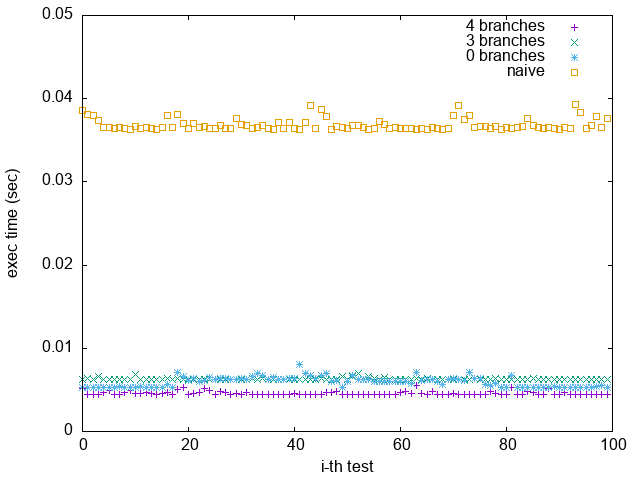 0.05
0.04
0.03
0.02
0.01
0
exec time (sec)
4 branches
3 branches
0 branches
naive
0 20 40 60 80 100
i-th test